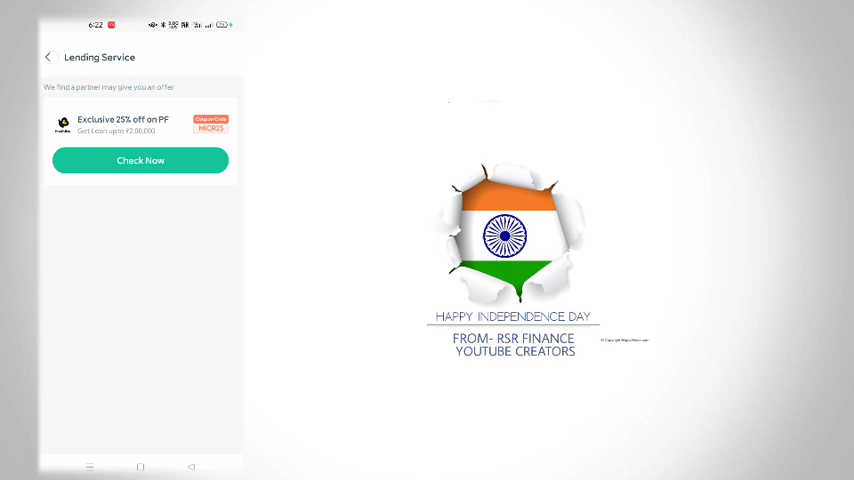 6:22
Lending Service
We find a partner may give you an offer
Exclusive 25% off on PF
Get Loan upto ₹2,00,000
Coupon Code
MICR25
Check Now
HAPPY INDEPENDENCE DAY
FROM- RSR FINANCE
YOUTUBE CREATORS